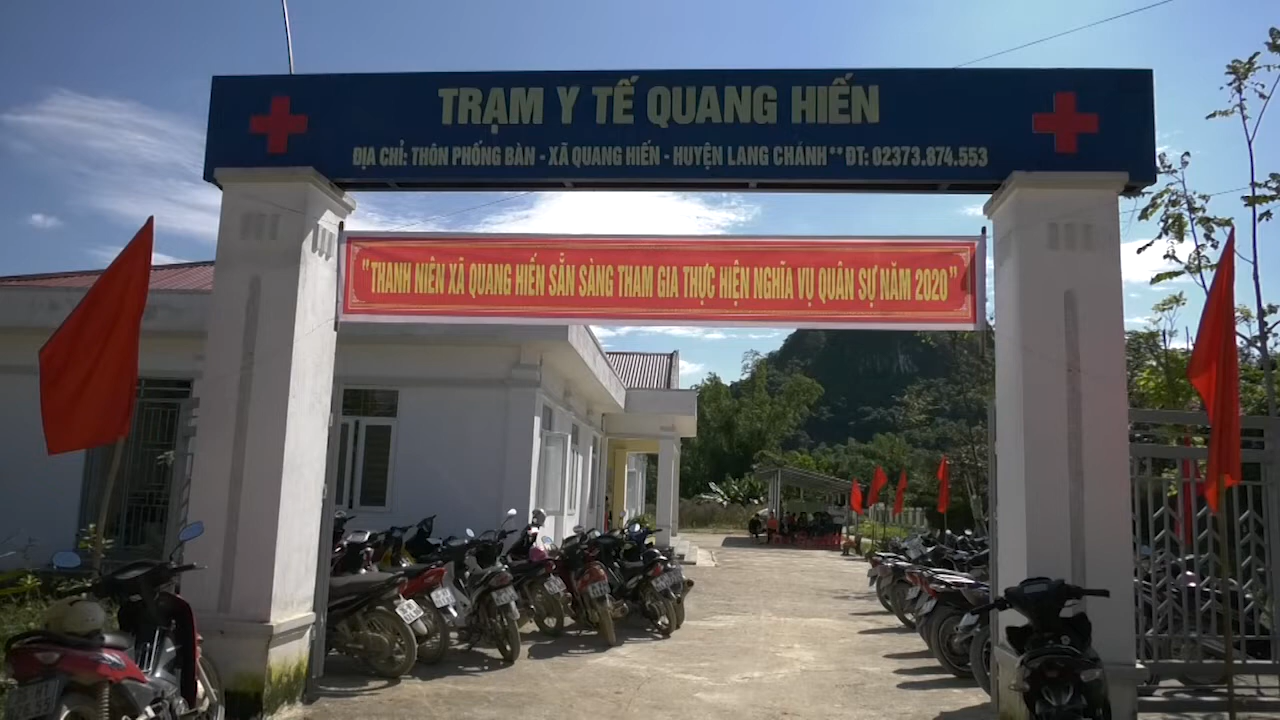 TRẠM Y TẾ QUANG HIẾN
ĐỊA CHỈ: THÔN PHỐNG BÀN - XÃ QUANG HIẾN - HUYỆN LANG CHÁNH ** ĐT: 02373.874.553
"THANH NIÊN XÃ QUANG HIẾN SẴN SÀNG THAM GIA THỰC HIỆN NGHĨA VỤ QUÂN SỰ NĂM 2020"